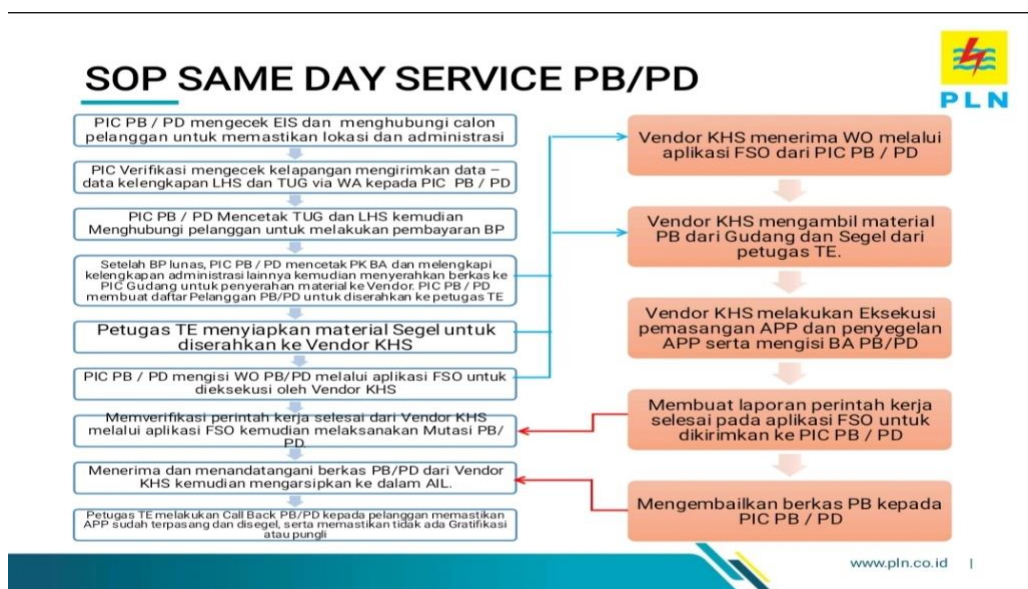 SOP SAME DAY SERVICE PB/PD
PLN
PIC PB / PD mengecek EIS dan menghubungi calon
pelanggan untuk memastikan lokasi dan administrasi
PIC Verifikasi mengecek kelapangan mengirimkan data –
data kelengkapan LHS dan TUG via WA kepada PIC PB / PD
PIC PB / PD Mencetak TUG dan LHS kemudian
Menghubungi pelanggan untuk melakukan pembayaran BP
Setelah BP lunas, PIC PB / PD mencetak PK BA dan melengkapi
kelengkapan administrasi lainnya kemudian menyerahkan berkas ke
PIC Gudang untuk penyerahan material ke Vendor. PIC PB / PD
membuat daftar Pelanggan PB/PD untuk diserahkan ke petugas TE
Petugas TE menyiapkan material Segel untuk
diserahkan ke Vendor KHS
PIC PB / PD mengisi WO PB/PD melalui aplikasi FSO untuk
dieksekusi oleh Vendor KHS
Memverifikasi perintah kerja selesai dari Vendor KHS
melalui aplikasi FSO kemudian melaksanakan Mutasi PB/
PD.
Menerima dan menandatangani berkas PB/PD dari Vendor
KHS kemudian mengarsipkan ke dalam AIL.
Petugas TE melakukan Call Back PB/PD kepada pelanggan memastikan
APP sudah terpasang dan disegel, serta memastikan tidak ada Gratifikasi
atau pungli
Vendor KHS menerima WO melalui
aplikasi FSO dari PIC PB / PD
Vendor KHS mengambil material
PB dari Gudang dan Segel dari
petugas TE.
Vendor KHS melakukan Eksekusi
pemasangan APP dan penyegelan
APP serta mengisi BA PB/PD
Membuat laporan perintah kerja
selesai pada aplikasi FSO untuk
dikirimkan ke PIC PB / PD
Mengembailkan berkas PB kepada
PIC PB / PD
www.pln.co.id |